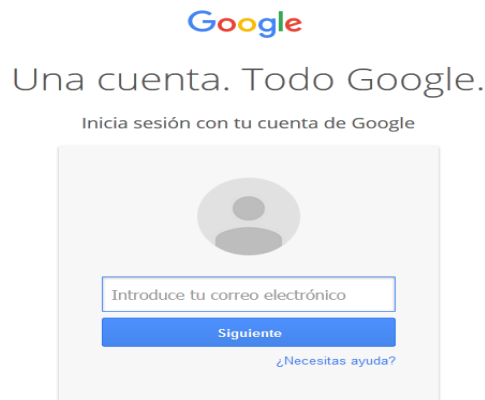 Google
Una cuenta. Todo Google.
Inicia sesión con tu cuenta de Google
Introduce tu correo electrónico
Siguiente
¿Necesitas ayuda?